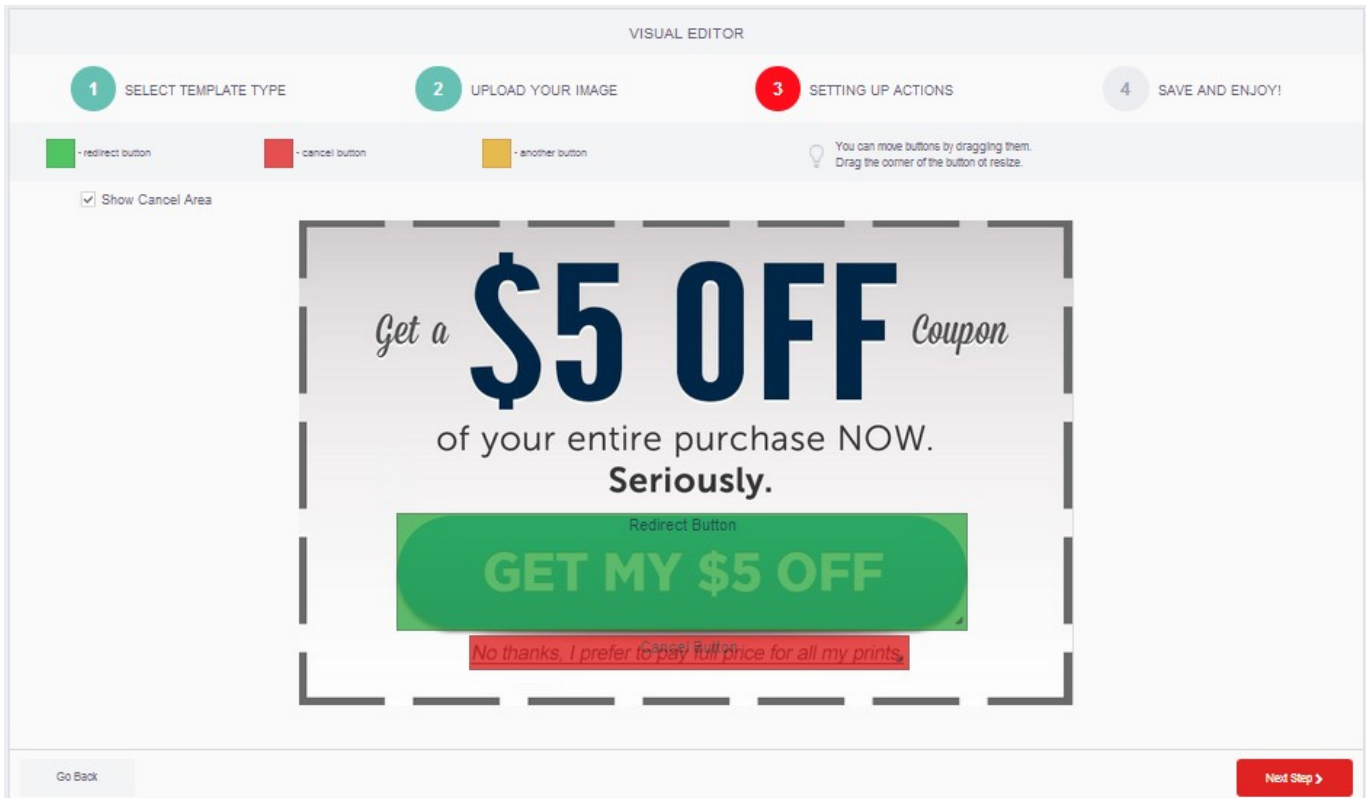 VISUAL EDITOR
1 SELECT TEMPLATE TYPE 2 UPLOAD YOUR IMAGE 3 SETTING UP ACTIONS 4 SAVE AND ENJOY!
- redirect button - cancel button - another button
You can move buttons by dragging them.
Drag the corner of the button ot resize.
Show Cancel Area
Get a $5 OFF Coupon
of your entire purchase NOW.
Seriously.
Redirect Button
GET MY $5 OFF
Cancel Button
No thanks, I prefer to pay full price for all my prints.
Go Back Next Step